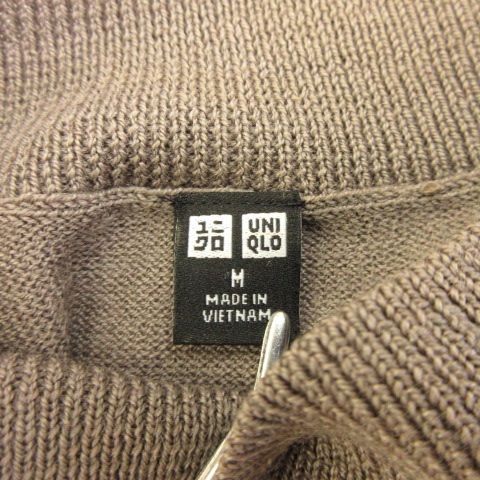 ユニ UNI
クロ QLO
M
MADE IN
VIETNAM